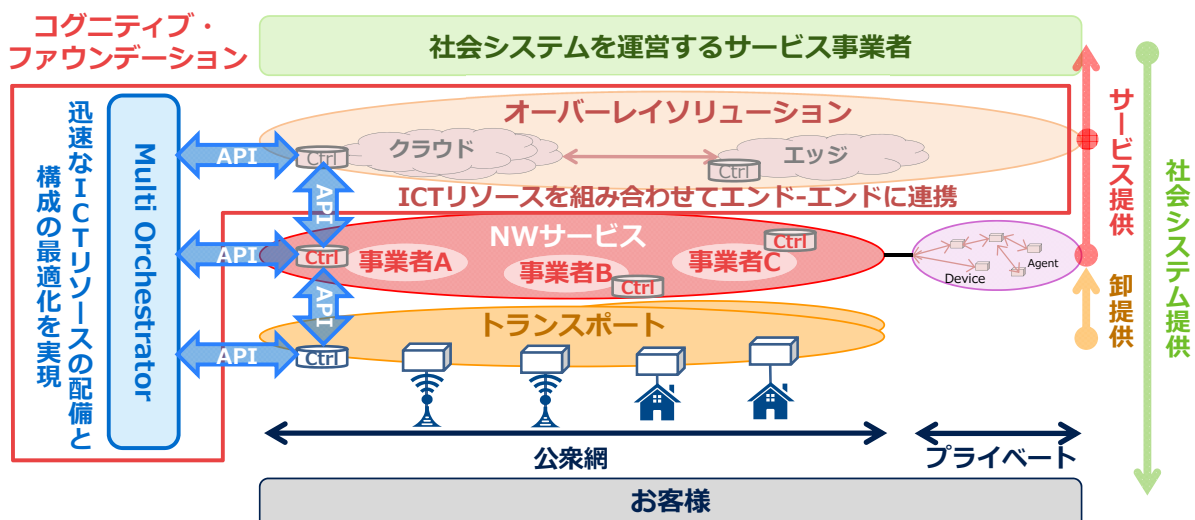 コグニティブ・
ファウンデーション
社会システムを運営するサービス事業者
オーバーレイソリューション
クラウド
エッジ
Ctrl
Ctrl
ICTリソースを組み合わせてエンド-エンドに連携
迅速なICTリソースの配備と
構成の最適化を実現
Multi Orchestrator
API
API
API
API
API
NWサービス
Ctrl
Ctrl
Ctrl
事業者A
事業者B
事業者C
Device
Agent
トランスポート
Ctrl
公衆網
プライベート
お客様
サービス提供
卸提供
社会システム提供